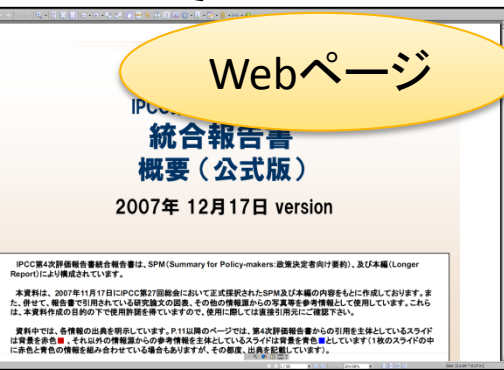 Webページ
IPCC
統合報告書
概要（公式版）
2007年 12月17日 version
IPCC第4次評価報告書統合報告書は、SPM（Summary for Policy-makers:政策決定者向け要約）、及び本編（Longer
Report）により構成されています。
本資料は、2007年11月17日にIPCC第27回総会において正式採択されたSPM及び本編の内容をもとに作成しております。ま
た、併せて、報告書で引用されている研究論文の図表、その他の情報源からの写真等を参考情報として使用しています。これら
は、本資料作成の目的の下で使用許諾を得ていますので、使用に際しては直接引用元にご確認下さい。
資料中では、各情報の出典を明示しています。P.11以降のページでは、第4次評価報告書からの引用を主体としているスライド
は背景を赤色■、それ以外の情報源からの参考情報を主体としているスライドは背景を青色■としています（1枚のスライドの中
に赤色と青色の情報を組み合わせている場合もありますが、その都度、出典を記載しています）。